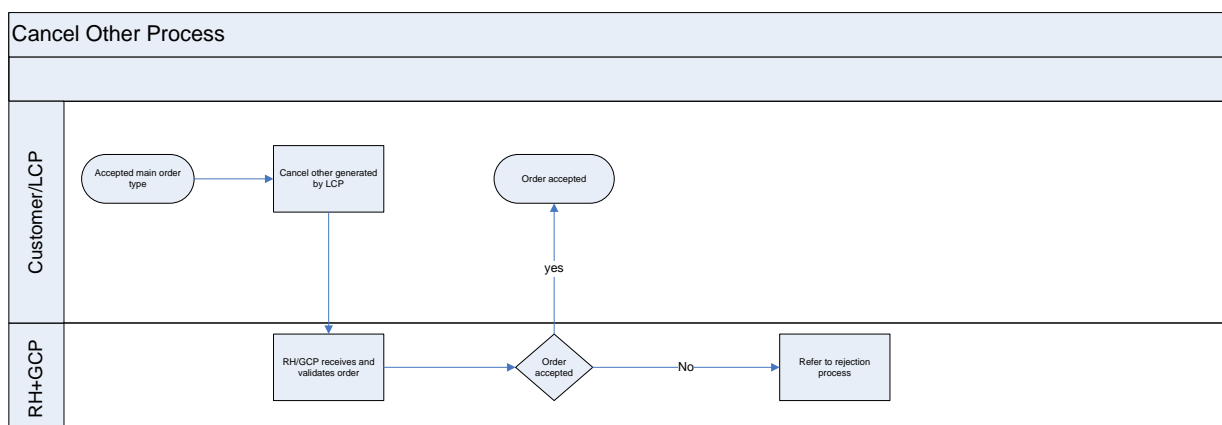 Cancel Other Process
Customer/LCP
Accepted main order
type
Cancel other generated
by LCP
Order accepted
yes
RH+GCP
RH/GCP receives and
validates order
Order
accepted
No
Refer to rejection
process